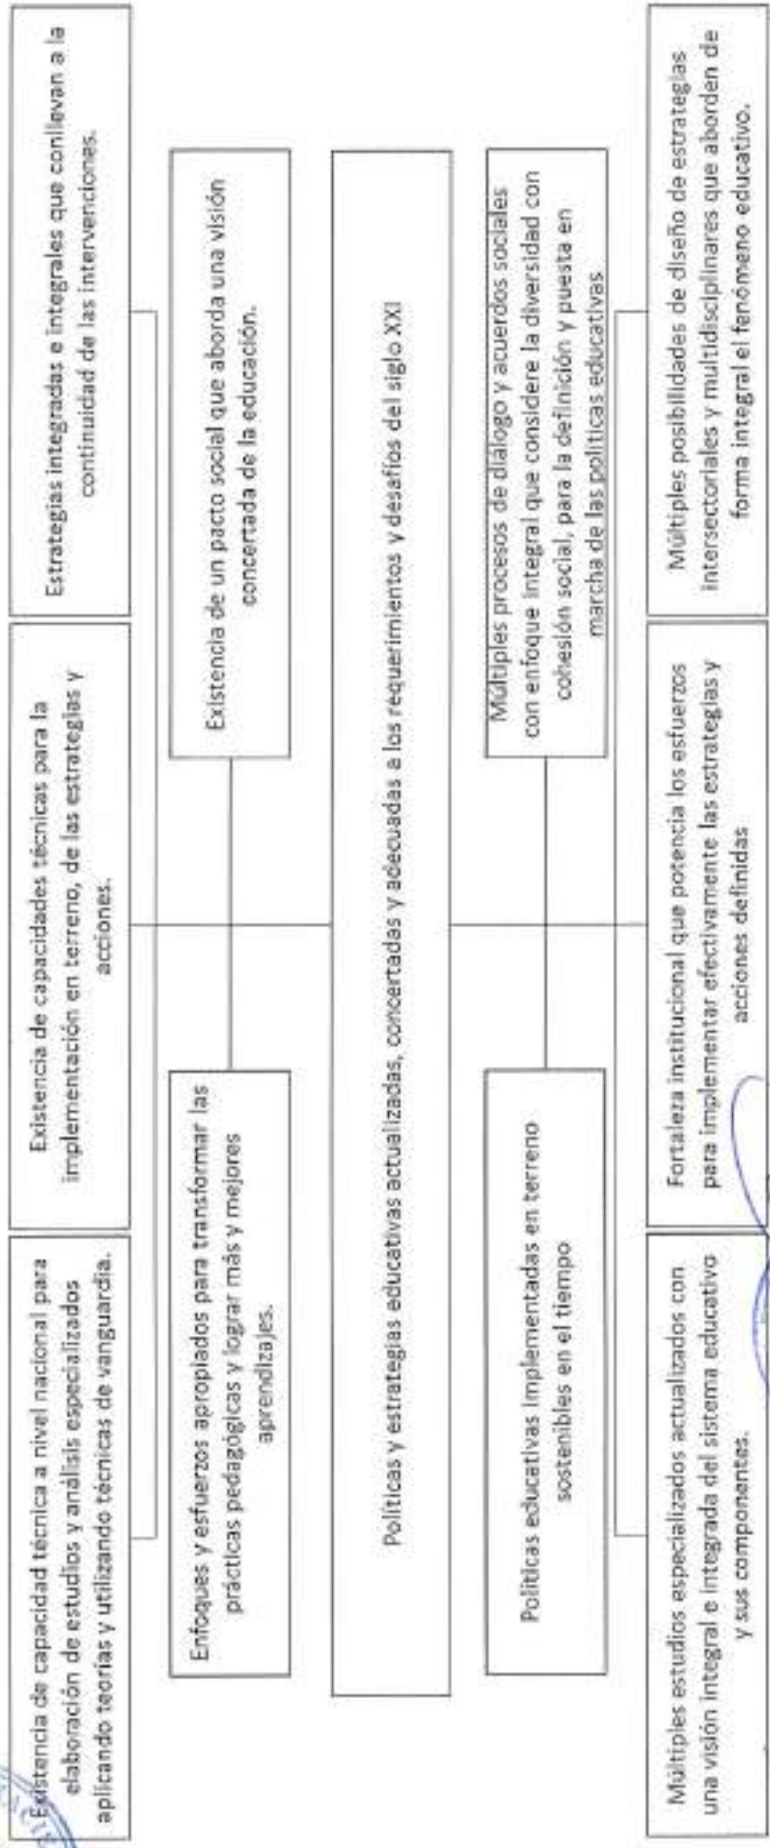 Existencia de capacidad técnica a nivel nacional para
elaboración de estudios y análisis especializados
aplicando teorías y utilizando técnicas de vanguardia.
Existencia de capacidades técnicas para la
implementación en terreno, de las estrategias y
acciones.
Estrategias integradas e integrales que conllevan a la
continuidad de las intervenciones.
Enfoques y esfuerzos apropiados para transformar las
prácticas pedagógicas y lograr más y mejores
aprendizajes.
Existencia de un pacto social que aborda una visión
concertada de la educación.
Políticas y estrategias educativas actualizadas, concertadas y adecuadas a los requerimientos y desafíos del siglo XXI
Políticas educativas implementadas en terreno
sostenibles en el tiempo
Múltiples procesos de diálogo y acuerdos sociales
con enfoque integral que considere la diversidad con
cohesión social, para la definición y puesta en
marcha de las políticas educativas
Múltiples estudios especializados actualizados con
una visión integral e integrada del sistema educativo
y sus componentes.
Fortaleza institucional que potencia los esfuerzos
para implementar efectivamente las estrategias y
acciones definidas
Múltiples posibilidades de diseño de estrategias
intersectoriales y multidisciplinares que aborden de
forma integral el fenómeno educativo.